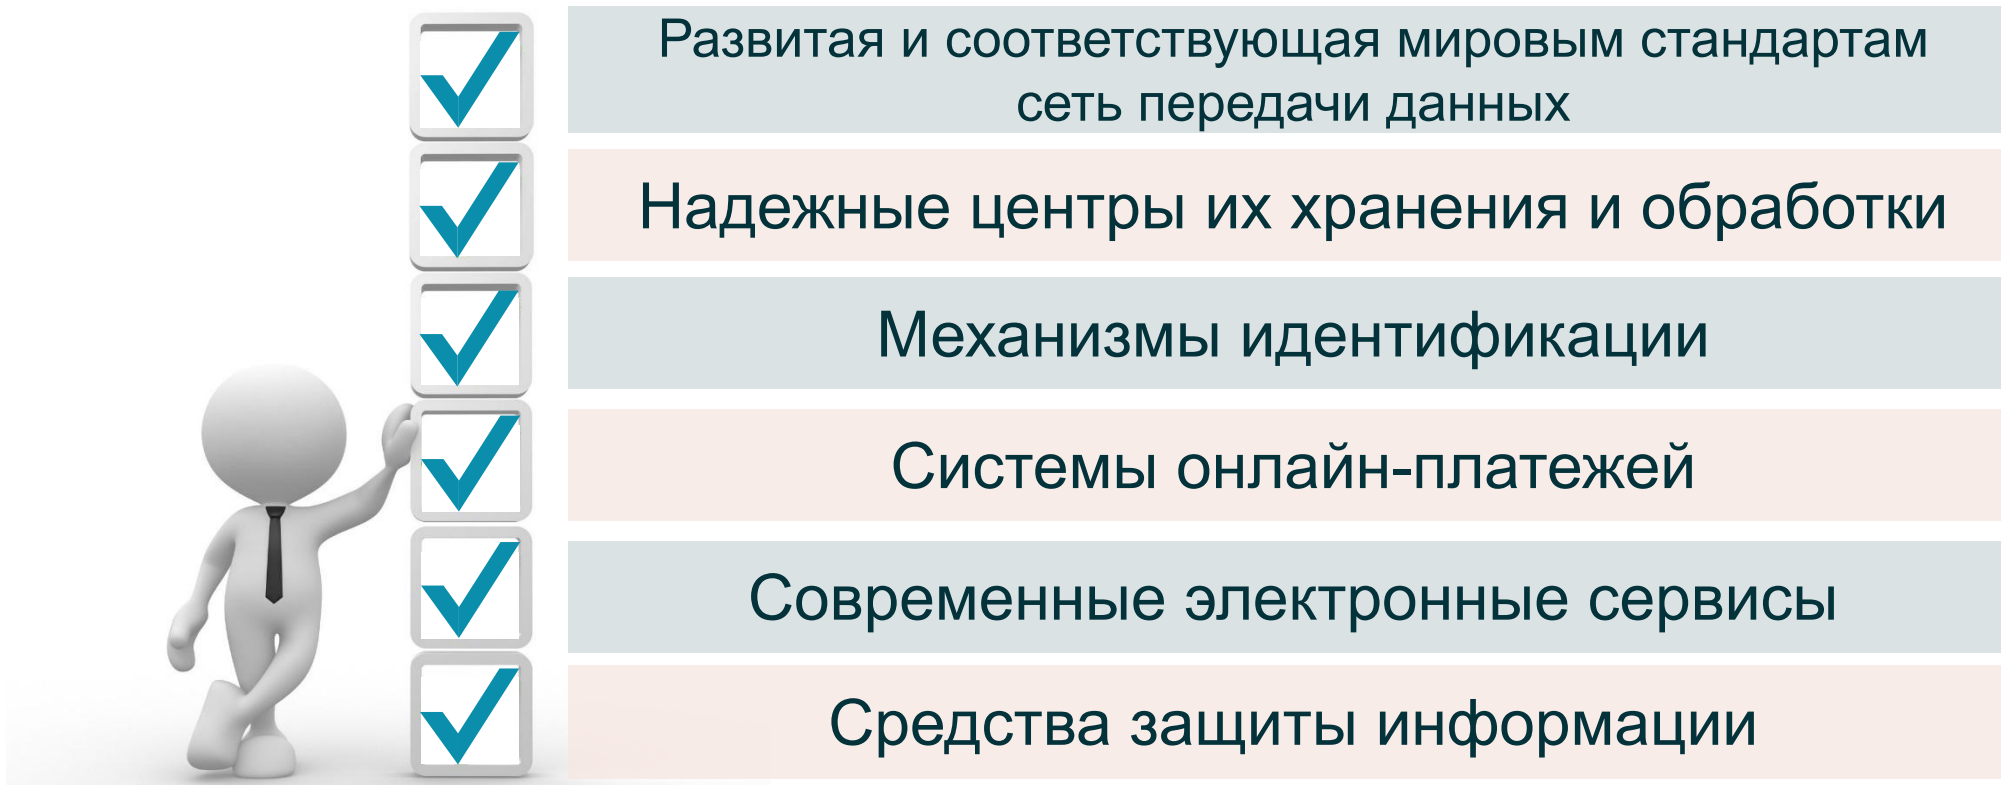 Развитая и соответствующая мировым стандартам
сеть передачи данных
Надежные центры их хранения и обработки
Механизмы идентификации
Системы онлайн-платежей
Современные электронные сервисы
Средства защиты информации